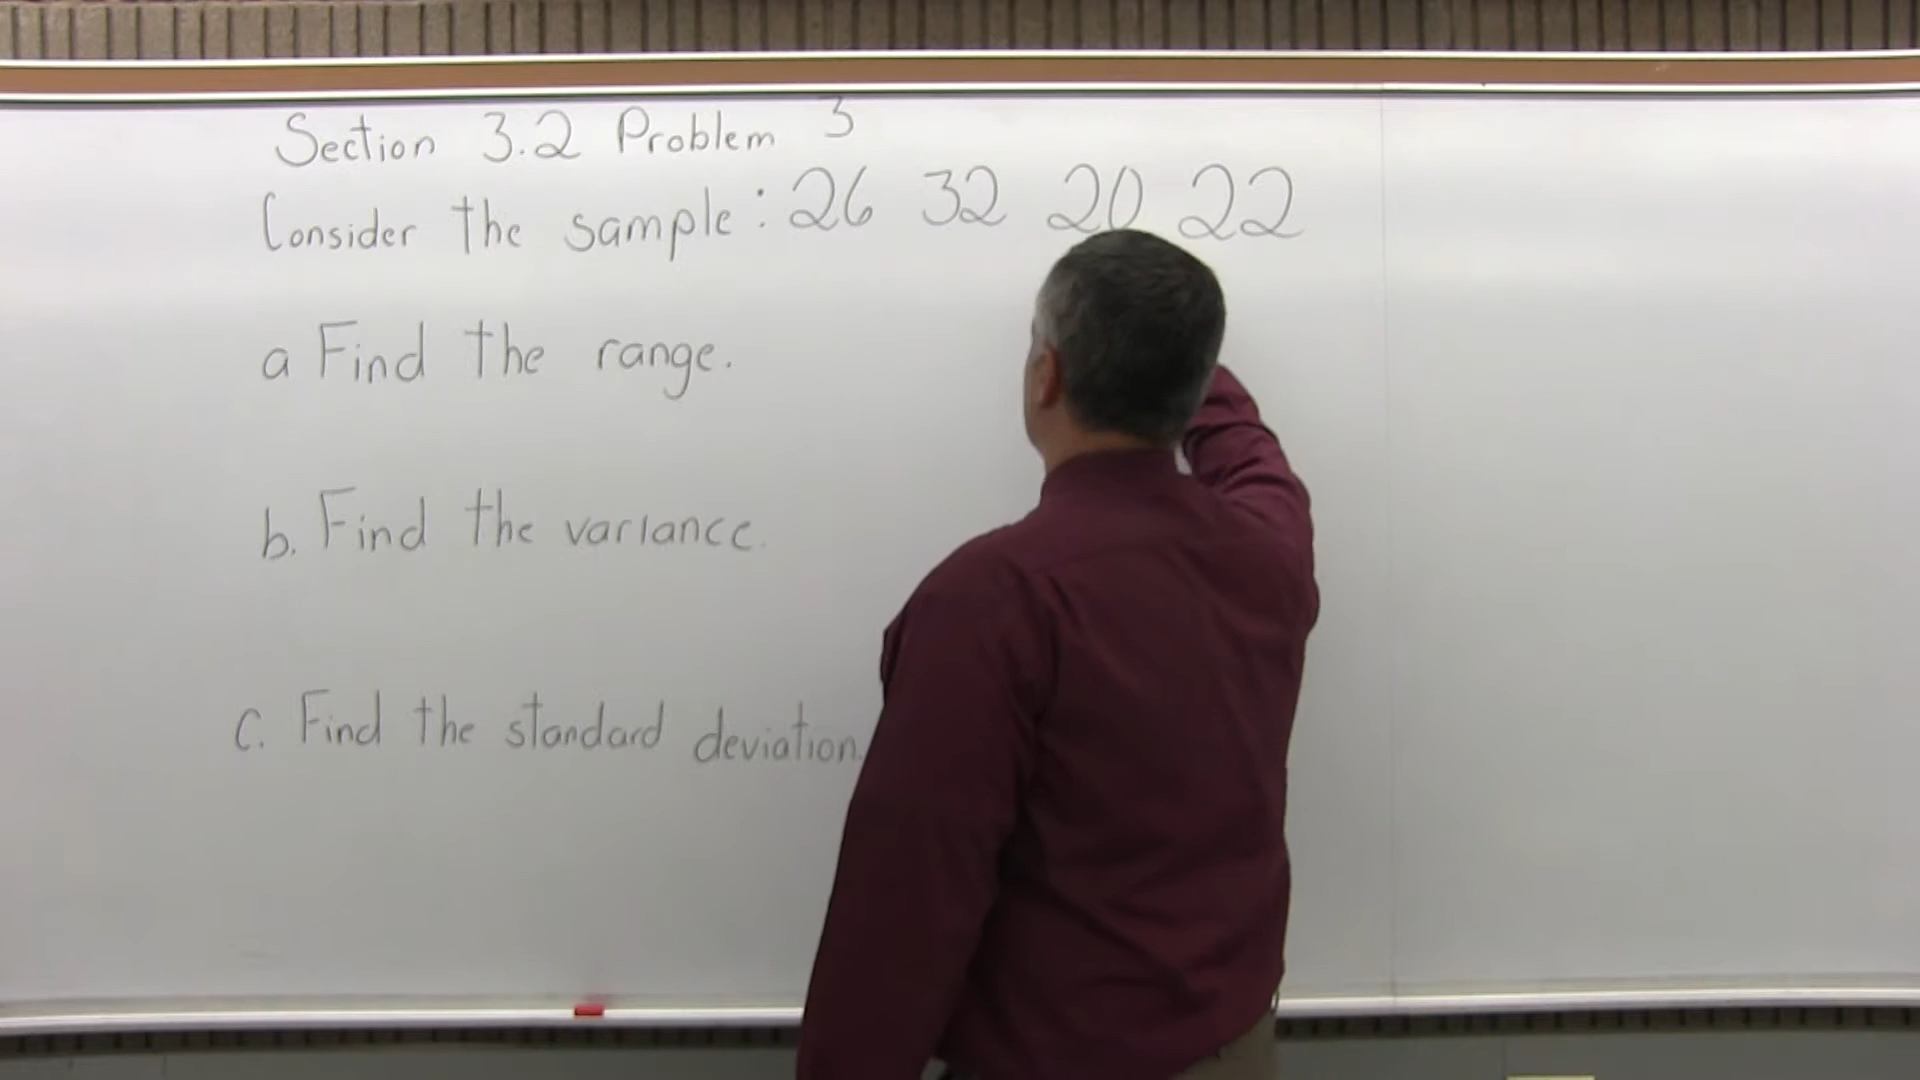 Section 3.2 Problem 3
Consider the sample: 26 32 20 22
a Find the range.
b. Find the variance.
c. Find the standard deviation.